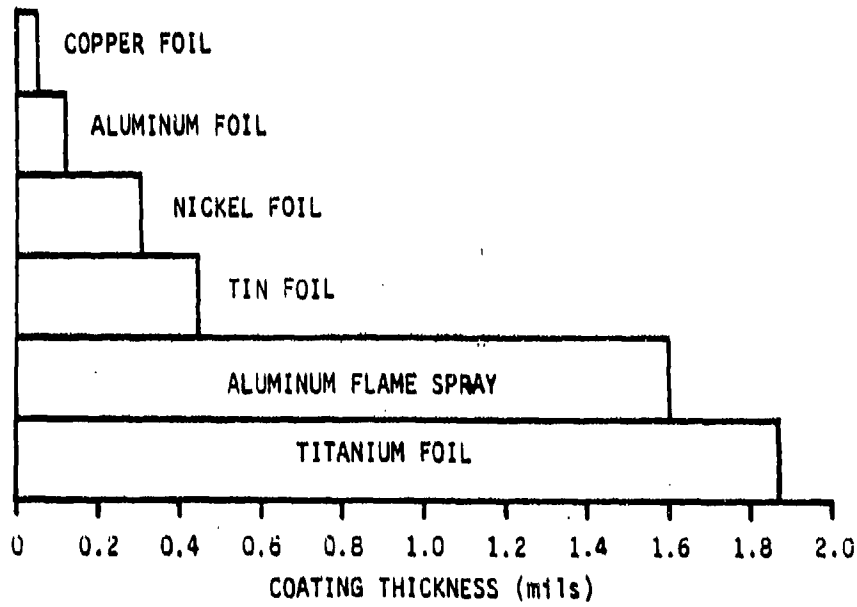 COPPER FOIL
ALUMINUM FOIL
NICKEL FOIL
TIN FOIL
ALUMINUM FLAME SPRAY
TITANIUM FOIL
0 0.2 0.4 0.6 0.8 1.0 1.2 1.4 1.6 1.8 2.0
COATING THICKNESS (mils)